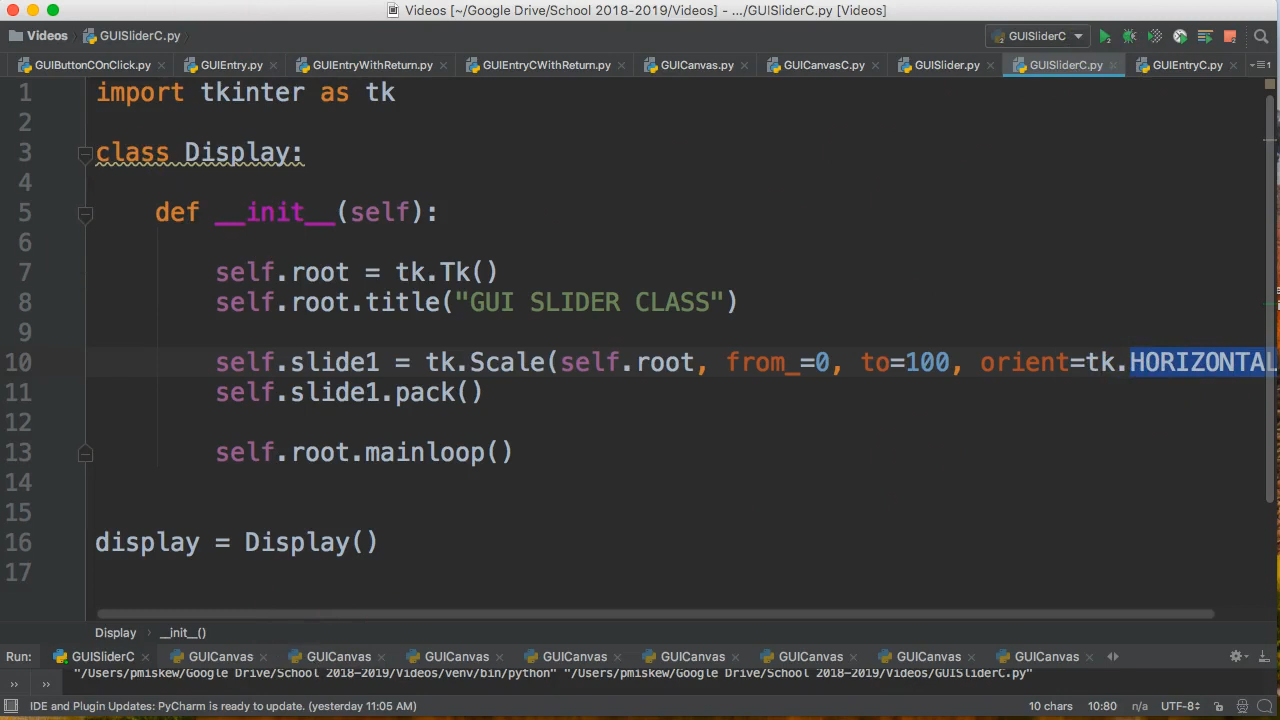 Videos [~/Google Drive/School 2018-2019/Videos] - .../GUISliderC.py [Videos]
Videos GUISliderC.py GUISliderC
GUIButtonCOnClick.py GUIEntry.py GUIEntryWithReturn.py GUIEntryCWithReturn.py GUICanvas.py GUICanvasC.py GUISlider.py GUISliderC.py GUIEntryC.py
1 import tkinter as tk
2
3 class Display:
4
5 def __init__(self):
6
7 self.root = tk.Tk()
8 self.root.title("GUI SLIDER CLASS")
9
10 self.slide1 = tk.Scale(self.root, from_=0, to=100, orient=tk.HORIZONTAL
11 self.slide1.pack()
12
13 self.root.mainloop()
14
15
16 display = Display()
17
Display __init__()
Run: GUISliderC GUICanvas GUICanvas GUICanvas GUICanvas GUICanvas GUICanvas GUICanvas GUICanvas
"/Users/pmiskew/Google Drive/School 2018-2019/Videos/venv/bin/python" "/Users/pmiskew/Google Drive/School 2018-2019/Videos/GUISliderC.py"
IDE and Plugin Updates: PyCharm is ready to update. (yesterday 11:05 AM) 10 chars 10:80 n/a UTF-8